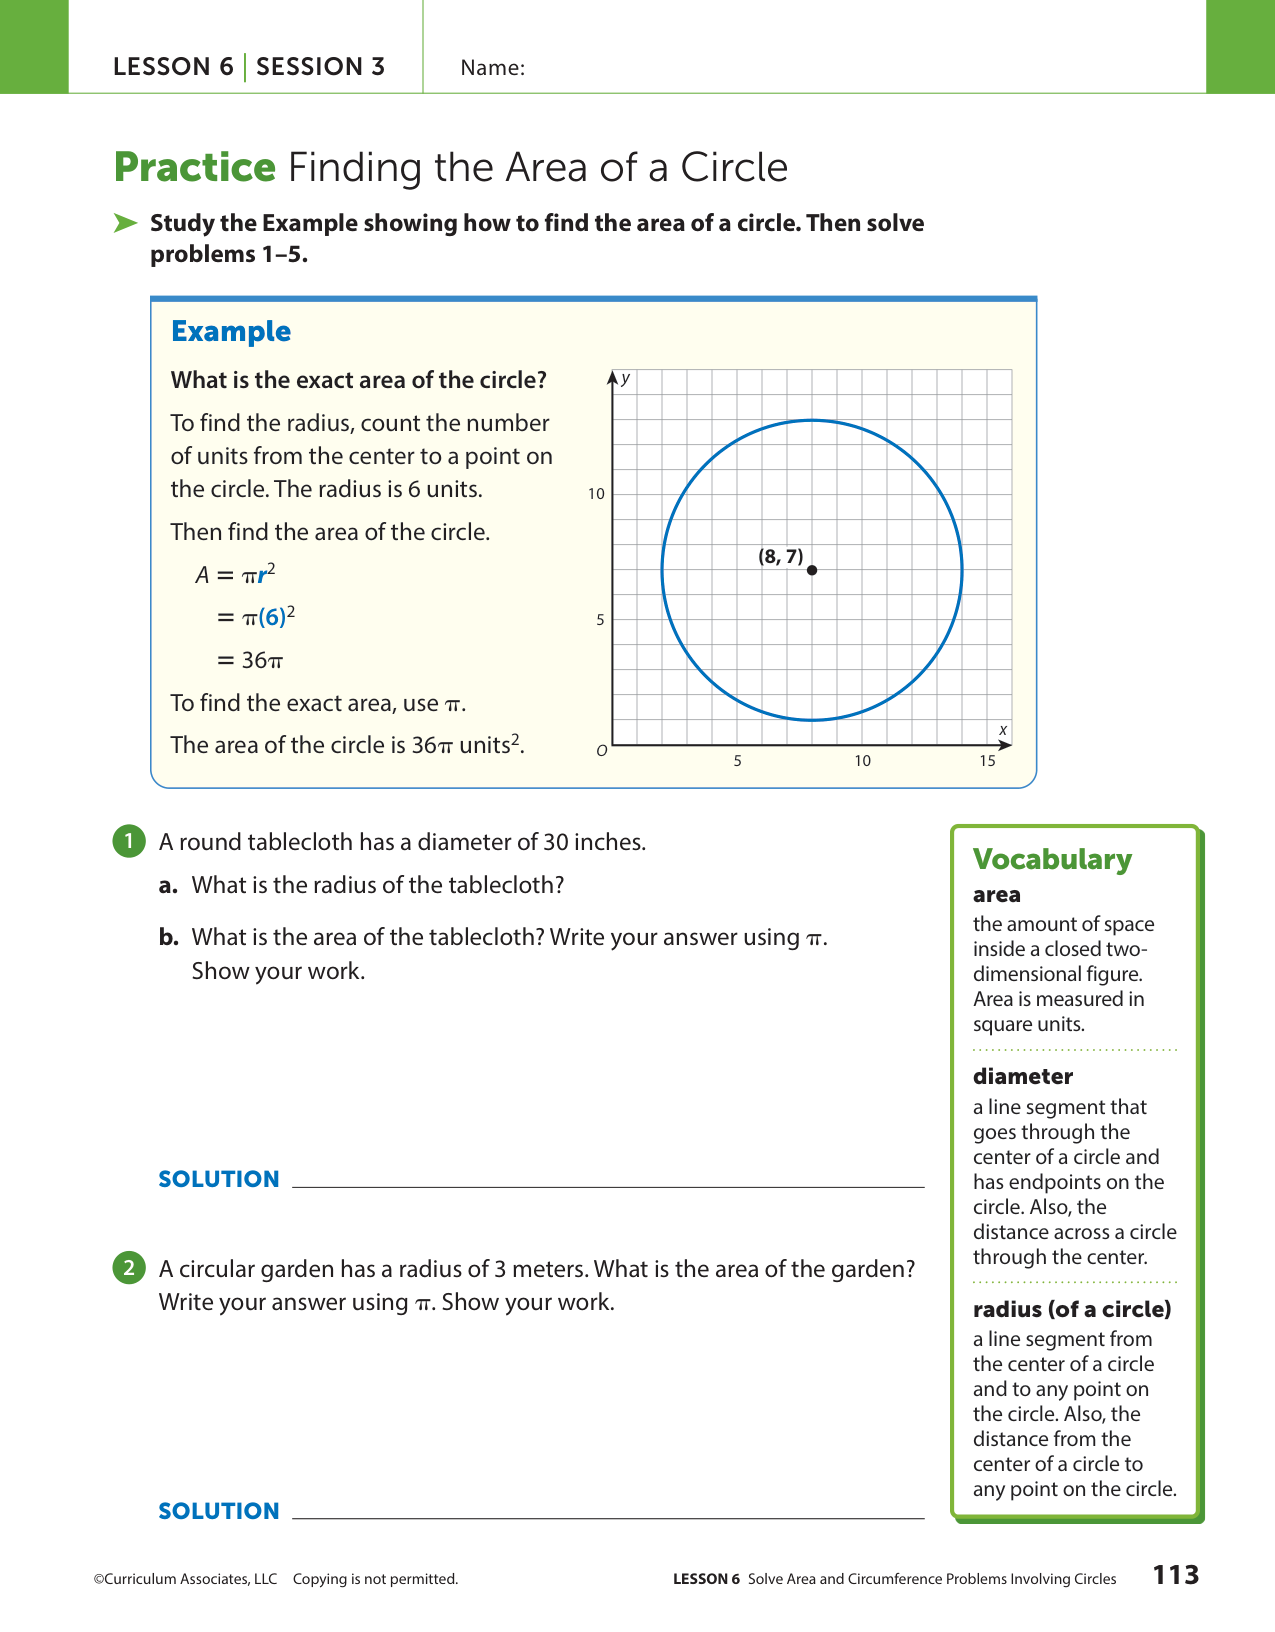 LESSON 6 | SESSION 3
Name:
Practice Finding the Area of a Circle
Study the Example showing how to find the area of a circle. Then solve
problems 1–5.
Example
What is the exact area of the circle?
To find the radius, count the number
of units from the center to a point on
the circle. The radius is 6 units.
Then find the area of the circle.
A = πr²
= π(6)²
= 36π
To find the exact area, use π.
The area of the circle is 36π units².
y
10
(8, 7)
5
x
O
5 10 15
1 A round tablecloth has a diameter of 30 inches.
a. What is the radius of the tablecloth?
b. What is the area of the tablecloth? Write your answer using π.
Show your work.
SOLUTION
2 A circular garden has a radius of 3 meters. What is the area of the garden?
Write your answer using π. Show your work.
SOLUTION
Vocabulary
area
the amount of space
inside a closed two-
dimensional figure.
Area is measured in
square units.
diameter
a line segment that
goes through the
center of a circle and
has endpoints on the
circle. Also, the
distance across a circle
through the center.
radius (of a circle)
a line segment from
the center of a circle
and to any point on
the circle. Also, the
distance from the
center of a circle to
any point on the circle.
©Curriculum Associates, LLC Copying is not permitted.
LESSON 6 Solve Area and Circumference Problems Involving Circles 113